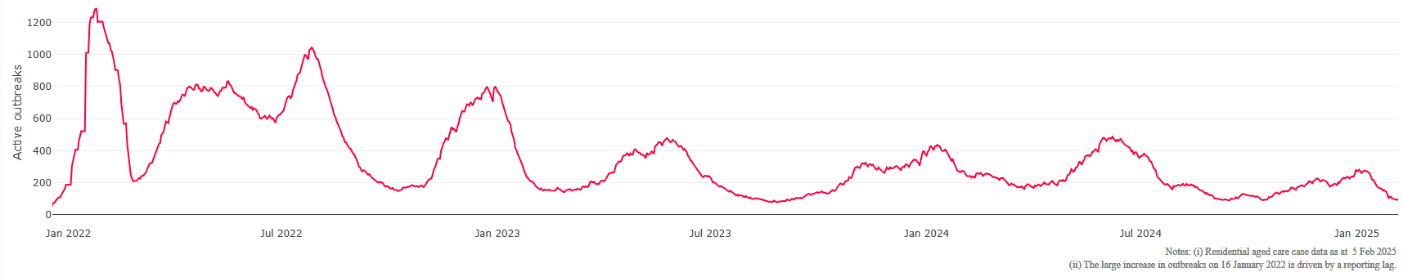 Active outbreaks
1200
1000
800
600
400
200
0
Jan 2022 Jul 2022 Jan 2023 Jul 2023 Jan 2024 Jul 2024 Jan 2025
Notes: (i) Residential aged care case data as at 5 Feb 2025
(ii) The large increase in outbreaks on 16 January 2022 is driven by a reporting lag.